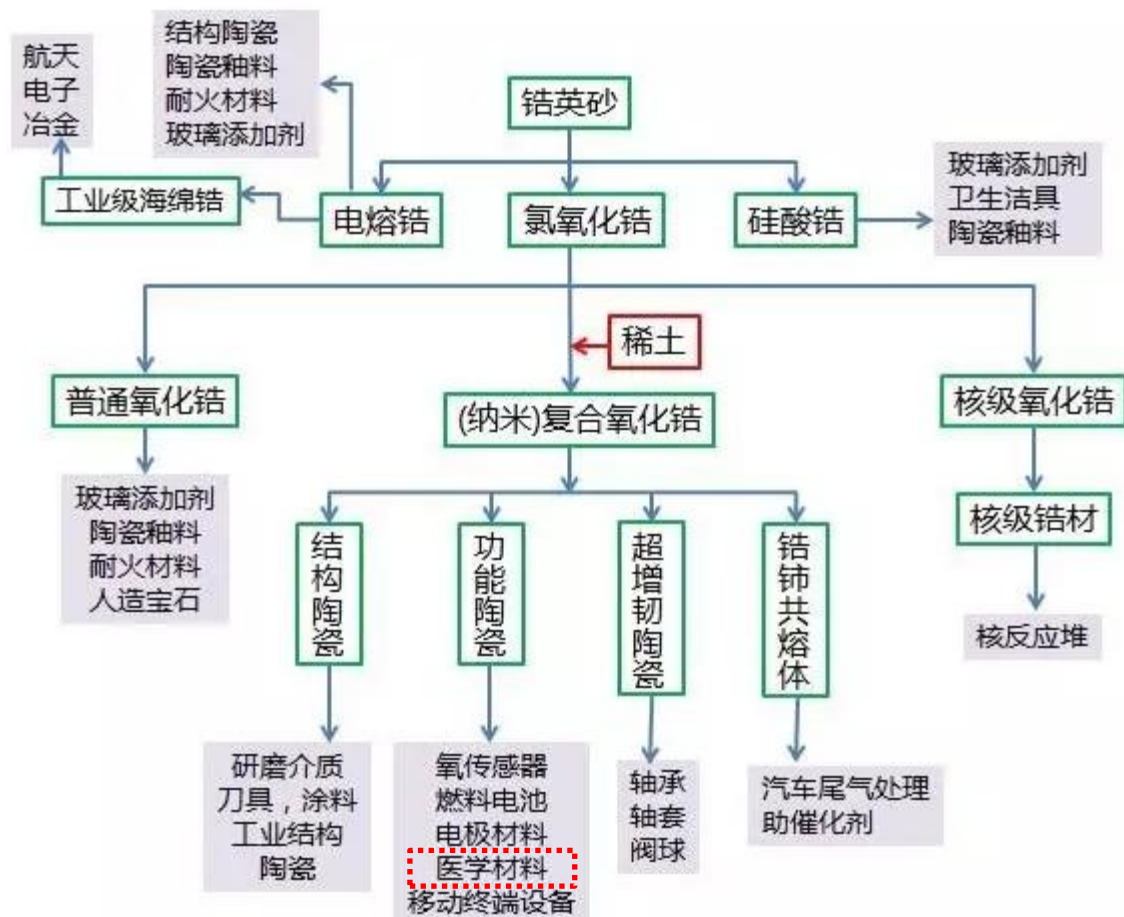 航天
电子
冶金
结构陶瓷
陶瓷釉料
耐火材料
玻璃添加剂
锆英砂
工业级海绵锆
电熔锆
氯氧化锆
硅酸锆
玻璃添加剂
卫生洁具
陶瓷釉料
稀土
普通氧化锆
(纳米)复合氧化锆
核级氧化锆
玻璃添加剂
陶瓷釉料
耐火材料
人造宝石
结构陶瓷
功能陶瓷
超增韧陶瓷
锆铈共熔体
核级锆材
核反应堆
研磨介质
刀具，涂料
工业结构
陶瓷
氧传感器
燃料电池
电极材料
医学材料
移动终端设备
轴承
轴套
阀球
汽车尾气处理
助催化剂